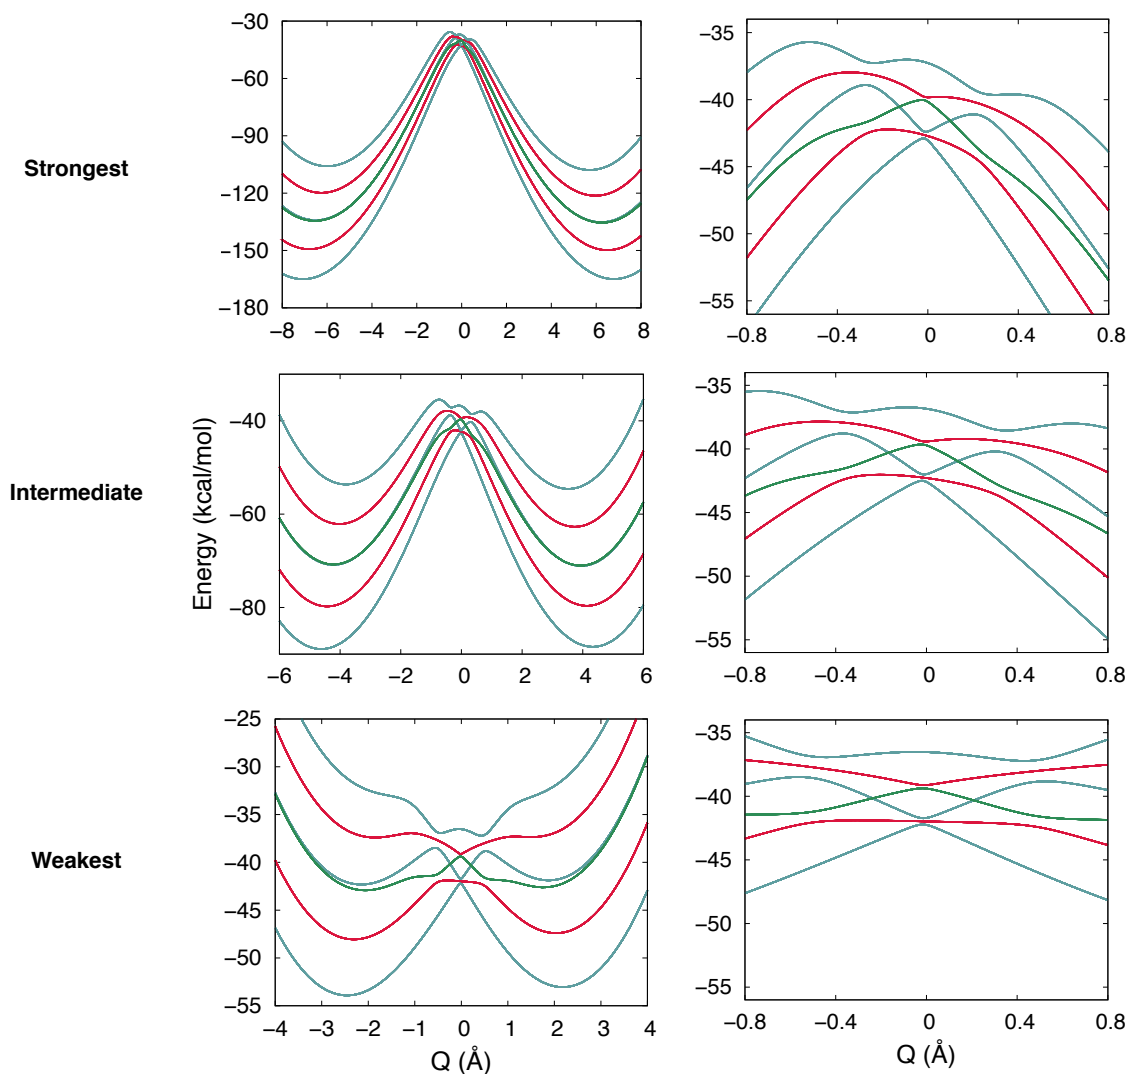 Strongest
−30
−60
−90
−120
−150
−180
−8 −6 −4 −2 0 2 4 6 8
−35
−40
−45
−50
−55
−0.8 −0.4 0 0.4 0.8
Intermediate
Energy (kcal/mol)
−40
−60
−80
−6 −4 −2 0 2 4 6
−35
−40
−45
−50
−55
−0.8 −0.4 0 0.4 0.8
Weakest
−25
−30
−35
−40
−45
−50
−55
−4 −3 −2 −1 0 1 2 3 4
Q (Å)
−35
−40
−45
−50
−55
−0.8 −0.4 0 0.4 0.8
Q (Å)